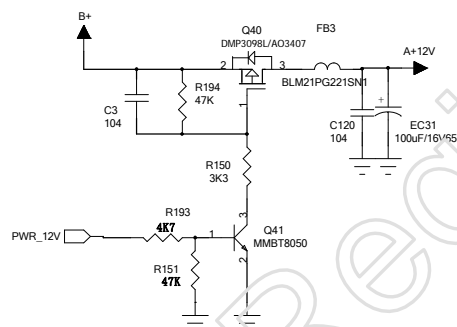 B+
Q40
DMP3098L/AO3407
FB3
A+12V
2
3
1
BLM21PG221SN1
R194
47K
C3
104
C120
104
EC31
100uF/16V65
R150
3K3
R193
4K7
PWR_12V
1
3
2
Q41
MMBT8050
R151
47K